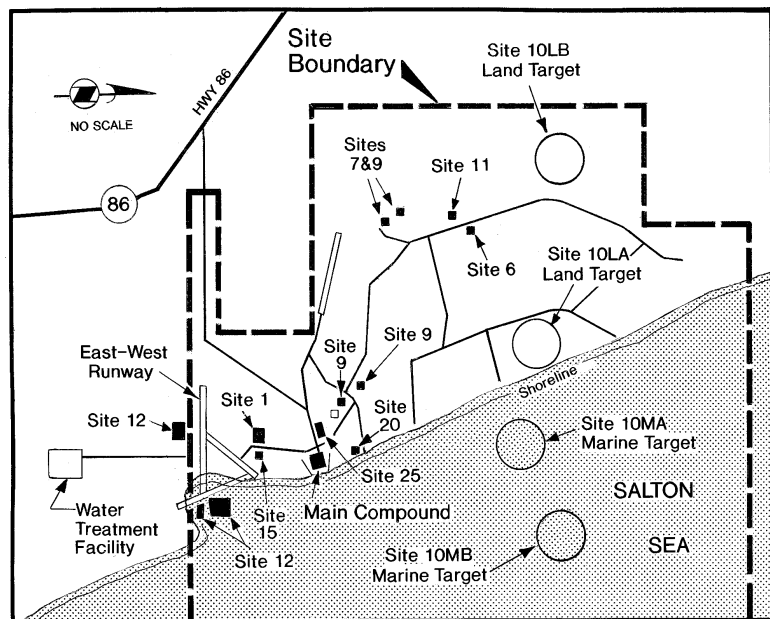 Site
Boundary
Site 10LB
Land Target
HWY 86
NO SCALE
86
Sites
7&9
Site 11
Site 6
Site 10LA
Land Target
East-West
Runway
Site
9
Site 9
Shoreline
Site 12
Site 1
Site
20
Site 10MA
Marine Target
Site 25
SALTON
SEA
Water
Treatment
Facility
Site
15
Main Compound
Site 12
Site 10MB
Marine Target